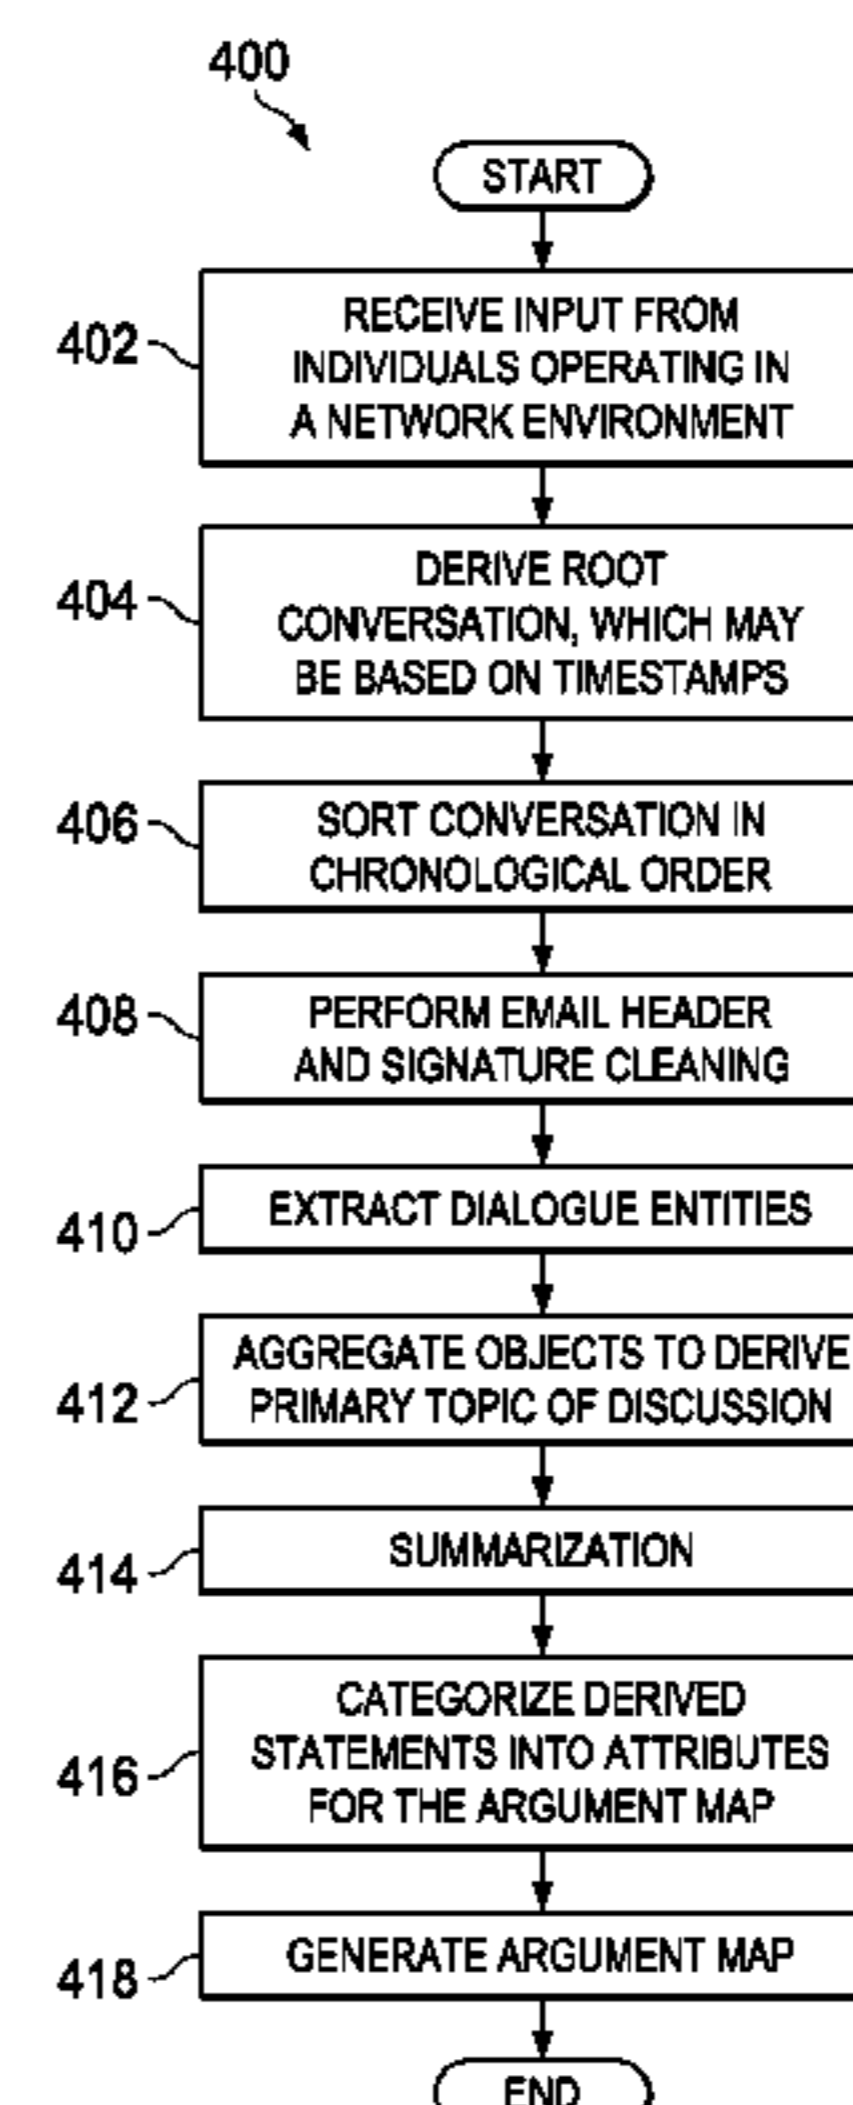 400
START
402
RECEIVE INPUT FROM
INDIVIDUALS OPERATING IN
A NETWORK ENVIRONMENT
404
DERIVE ROOT
CONVERSATION, WHICH MAY
BE BASED ON TIMESTAMPS
406
SORT CONVERSATION IN
CHRONOLOGICAL ORDER
408
PERFORM EMAIL HEADER
AND SIGNATURE CLEANING
410
EXTRACT DIALOGUE ENTITIES
412
AGGREGATE OBJECTS TO DERIVE
PRIMARY TOPIC OF DISCUSSION
414
SUMMARIZATION
416
CATEGORIZE DERIVED
STATEMENTS INTO ATTRIBUTES
FOR THE ARGUMENT MAP
418
GENERATE ARGUMENT MAP
END